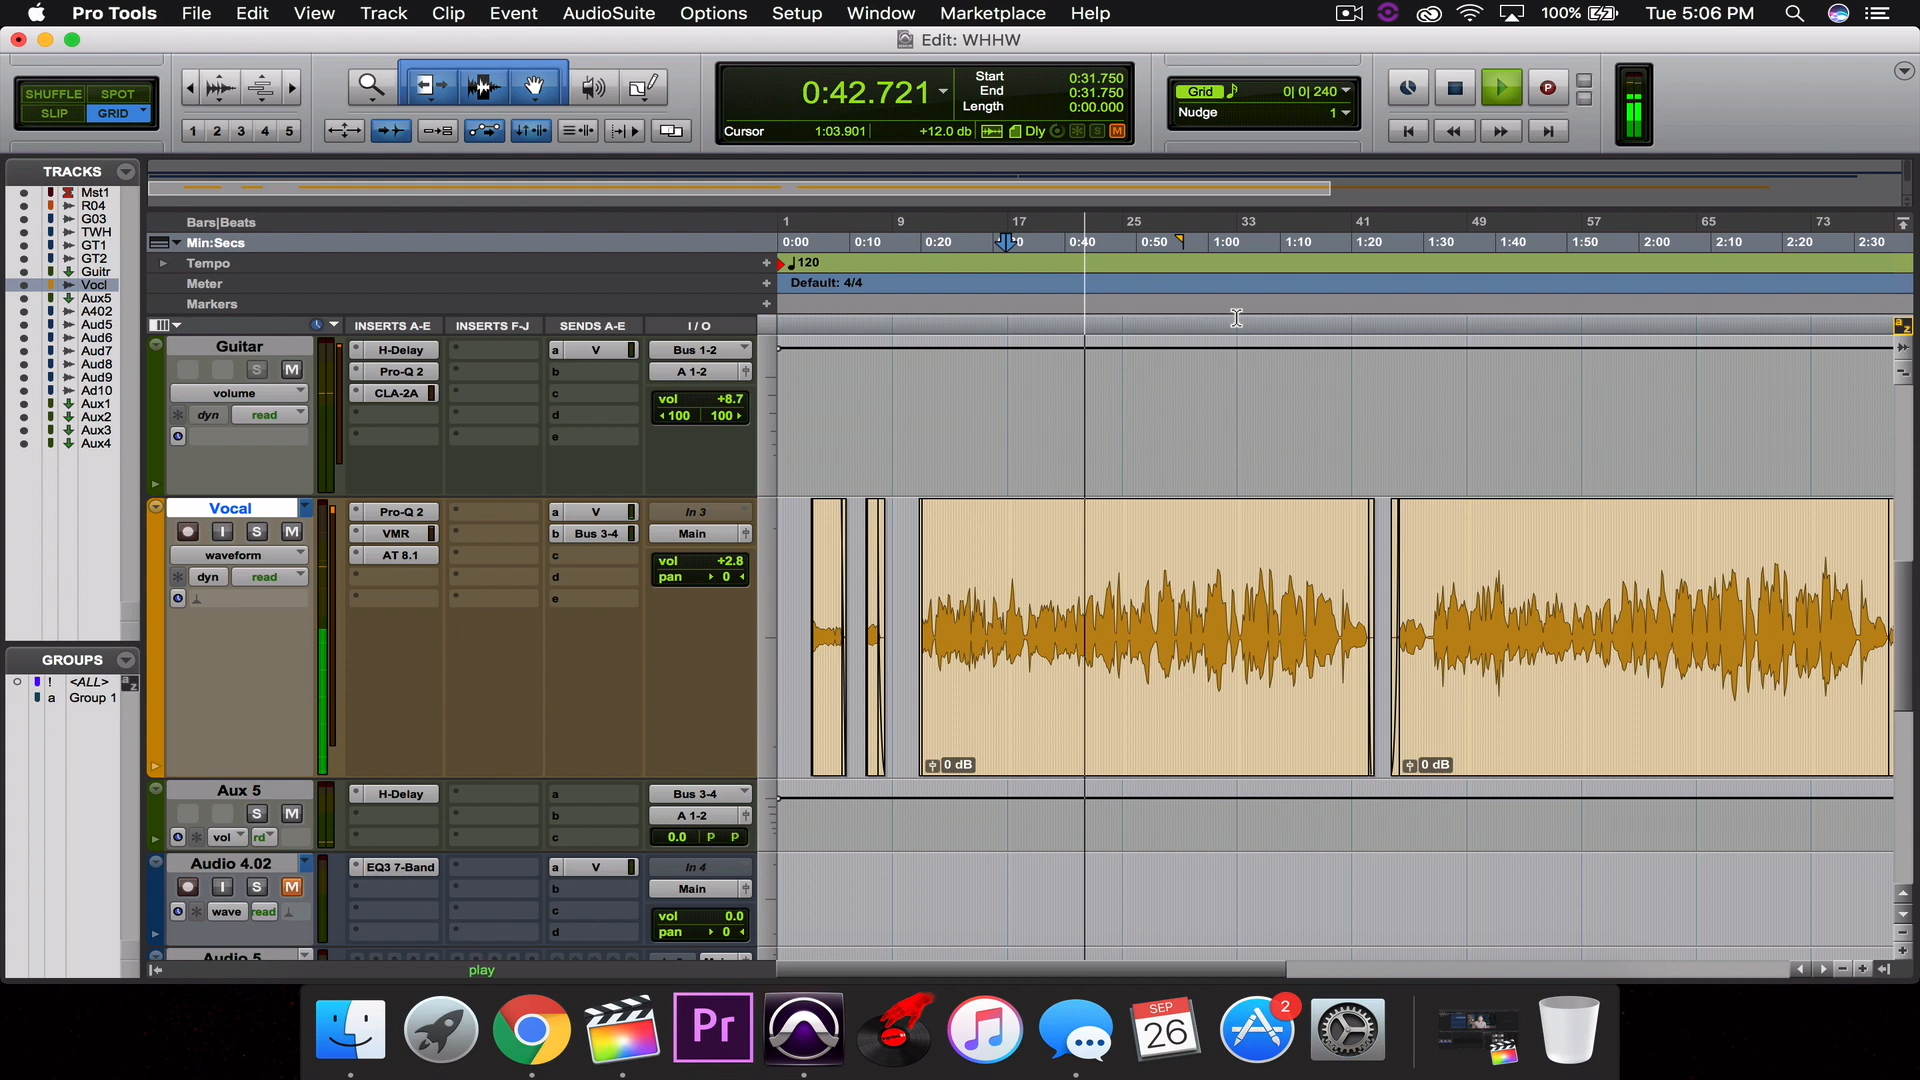 Pro Tools File Edit View Track Clip Event AudioSuite Options Setup Window Marketplace Help 100% Tue 5:06 PM
Edit: WHHW
SHUFFLE SPOT
SLIP GRID
1 2 3 4 5
0:42.721
Start 0:31.750
End 0:31.750
Length 0:00.000
Cursor 1:03.901 +12.0 db Dly S M
Grid 0| 0| 240
Nudge 1
P
TRACKS
Mst1
R04
G03
TWH
GT1
GT2
Guitr
Vocl
Aux5
A402
Aud5
Aud6
Aud7
Aud8
Aud9
Ad10
Aux1
Aux2
Aux3
Aux4
GROUPS
! <ALL>
a Group 1
Bars|Beats 1 9 17 25 33 41 49 57 65 73
Min:Secs 0:00 0:10 0:20 0:40 0:50 1:00 1:10 1:20 1:30 1:40 1:50 2:00 2:10 2:20 2:30
Tempo 120
Meter Default: 4/4
Markers
INSERTS A-E INSERTS F-J SENDS A-E I / O
Guitar H-Delay a V Bus 1-2
S M Pro-Q 2 b A 1-2
volume CLA-2A c vol +8.7
dyn read d 100 100
e
Vocal Pro-Q 2 a V In 3
I S M VMR b Bus 3-4 Main
waveform AT 8.1 c vol +2.8
dyn read d pan 0
e
0 dB 0 dB
Aux 5 H-Delay a Bus 3-4
S M b A 1-2
vol rd c 0.0 P P
Audio 4.02 EQ3 7-Band a V In 4
I S M b Main
wave read c vol 0.0
d pan 0
Audio 5
play
Pr
SEP
26
2